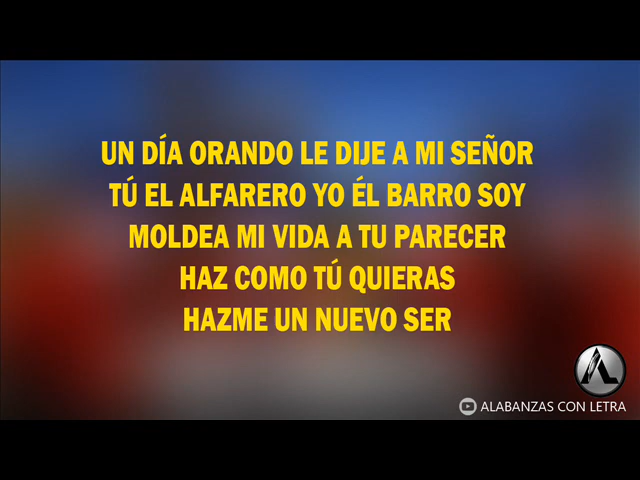 UN DÍA ORANDO LE DIJE A MI SEÑOR
TÚ EL ALFARERO YO ÉL BARRO SOY
MOLDEA MI VIDA A TU PARECER
HAZ COMO TÚ QUIERAS
HAZME UN NUEVO SER
ALABANZAS CON LETRA